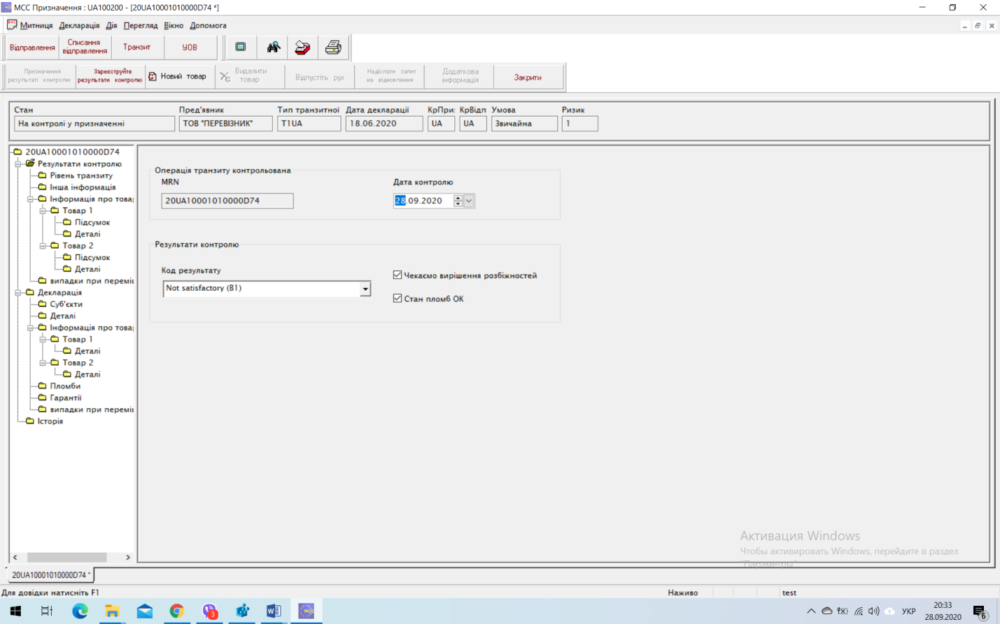 МСС Призначення : UA100200 - [20UA10001010000D74 *]
Митниця Декларація Дія Перегляд Вікно Допомога
Відправлення
Списання
відправлення
Транзит
УОВ
Призначення
результаті контролю
Зареєструйте
результати контролю
Новий товар
Видалити
товар
Відпустіть рух
Надіслати запит
на відновлення
Додаткова
інформація
Закрити
Стан Пред'явник Тип транзитної Дата декларації КрПри: КрВідп Умова Ризик
На контролі у призначенні ТОВ "ПЕРЕВІЗНИК" T1UA 18.06.2020 UA UA Звичайна 1
20UA10001010000D74
Результати контролю
Рівень транзиту
Інша інформація
Інформація про това
Товар 1
Підсумок
Деталі
Товар 2
Підсумок
Деталі
випадки при перемі
Декларація
Суб'єкти
Деталі
Інформація про това
Товар 1
Деталі
Товар 2
Деталі
Пломби
Гарантії
випадки при перемі
Історія
Операція транзиту контрольована
MRN Дата контролю
20UA10001010000D74 28.09.2020
Результати контролю
Код результату
Not satisfactory (B1)
Чекаємо вирішення розбіжностей
Стан пломб ОК
Активация Windows
Чтобы активировать Windows, перейдите в раздел
"Параметры".
20UA10001010000D74 *
Для довідки натисніть F1 Наживо test
3
МСС
УКР
20:33
28.09.2020
6